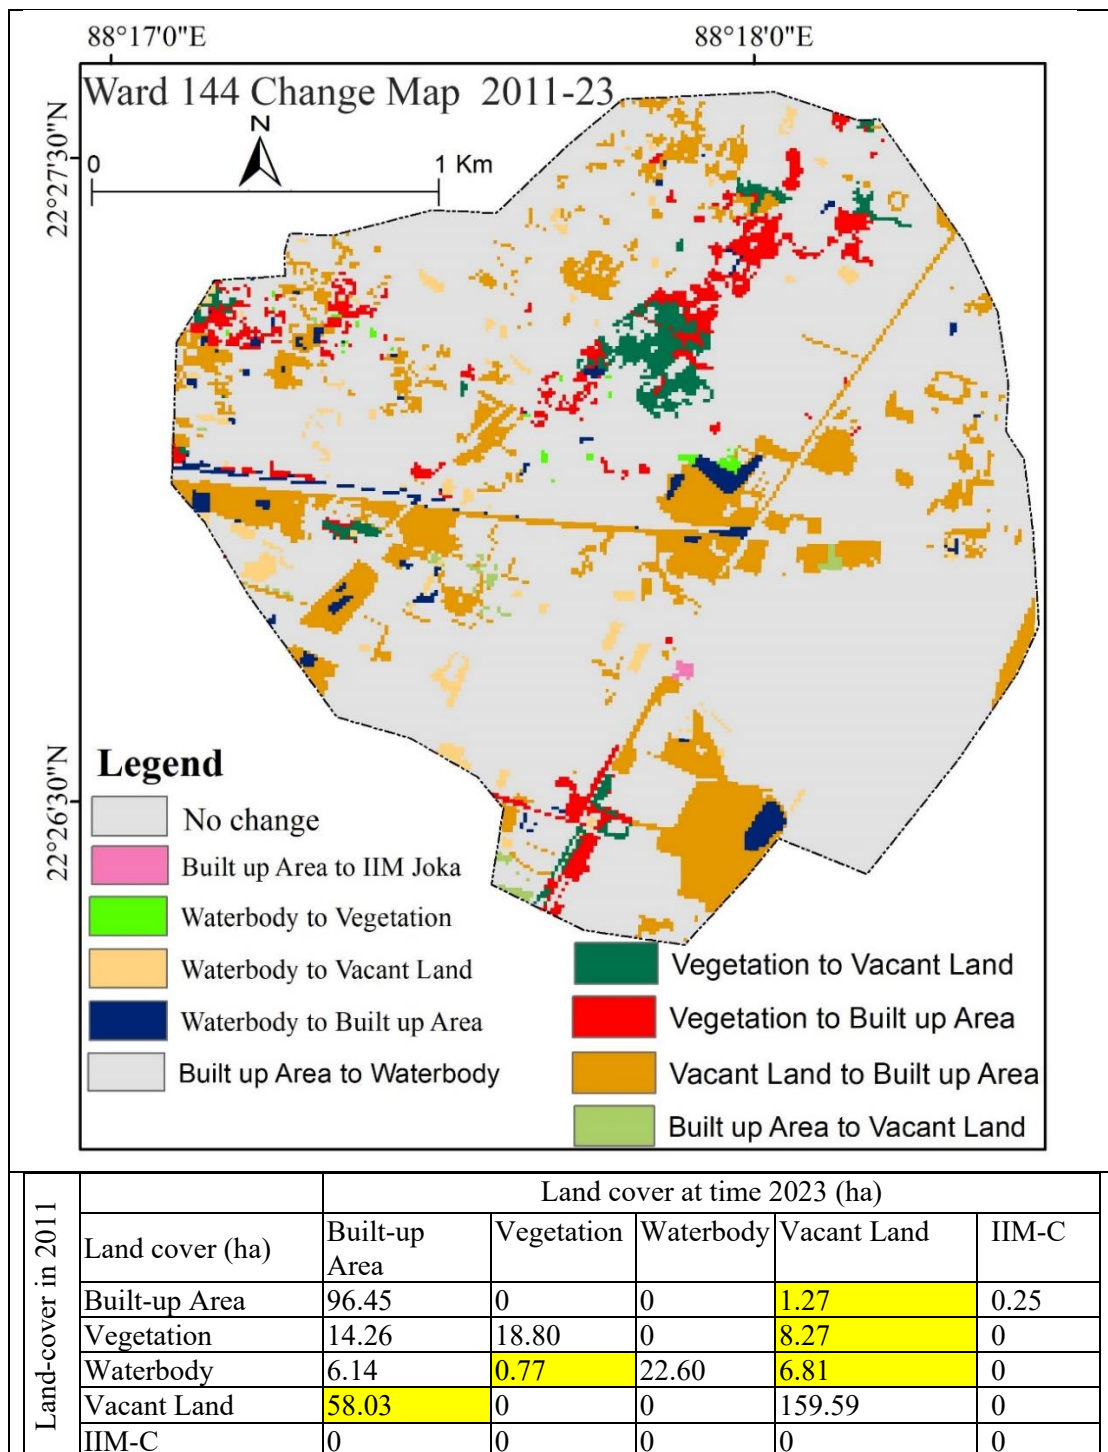 88°17'0"E 88°18'0"E
Ward 144 Change Map 2011-23
N
0 1 Km
22°27'30"N
22°26'30"N
Legend
No change
Built up Area to IIM Joka
Waterbody to Vegetation
Waterbody to Vacant Land
Waterbody to Built up Area
Built up Area to Waterbody
Vegetation to Vacant Land
Vegetation to Built up Area
Vacant Land to Built up Area
Built up Area to Vacant Land
Land-cover in 2011
Land cover at time 2023 (ha)
Land cover (ha) Built-up Area Vegetation Waterbody Vacant Land IIM-C
Built-up Area 96.45 0 0 1.27 0.25
Vegetation 14.26 18.80 0 8.27 0
Waterbody 6.14 0.77 22.60 6.81 0
Vacant Land 58.03 0 0 159.59 0
IIM-C 0 0 0 0 0